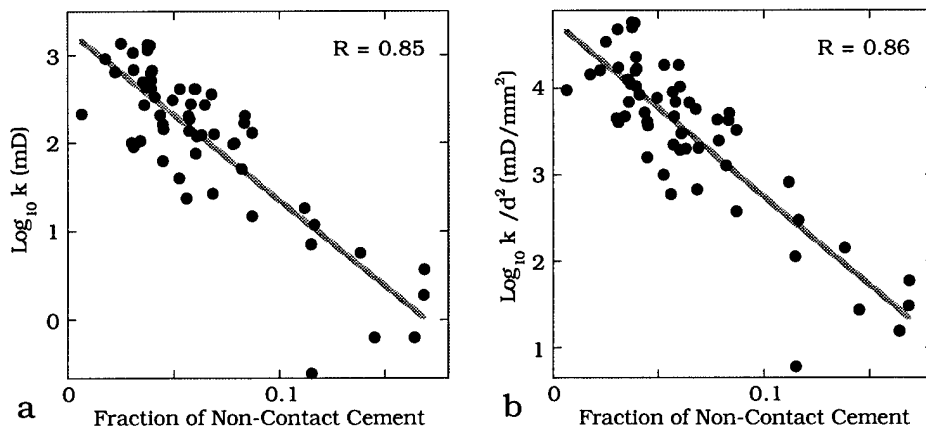 R = 0.85
3
2
1
0
Log₁₀ k (mD)
0
0.1
a
Fraction of Non-Contact Cement
R = 0.86
4
3
2
1
Log₁₀ k /d² (mD/mm²)
0
0.1
b
Fraction of Non-Contact Cement